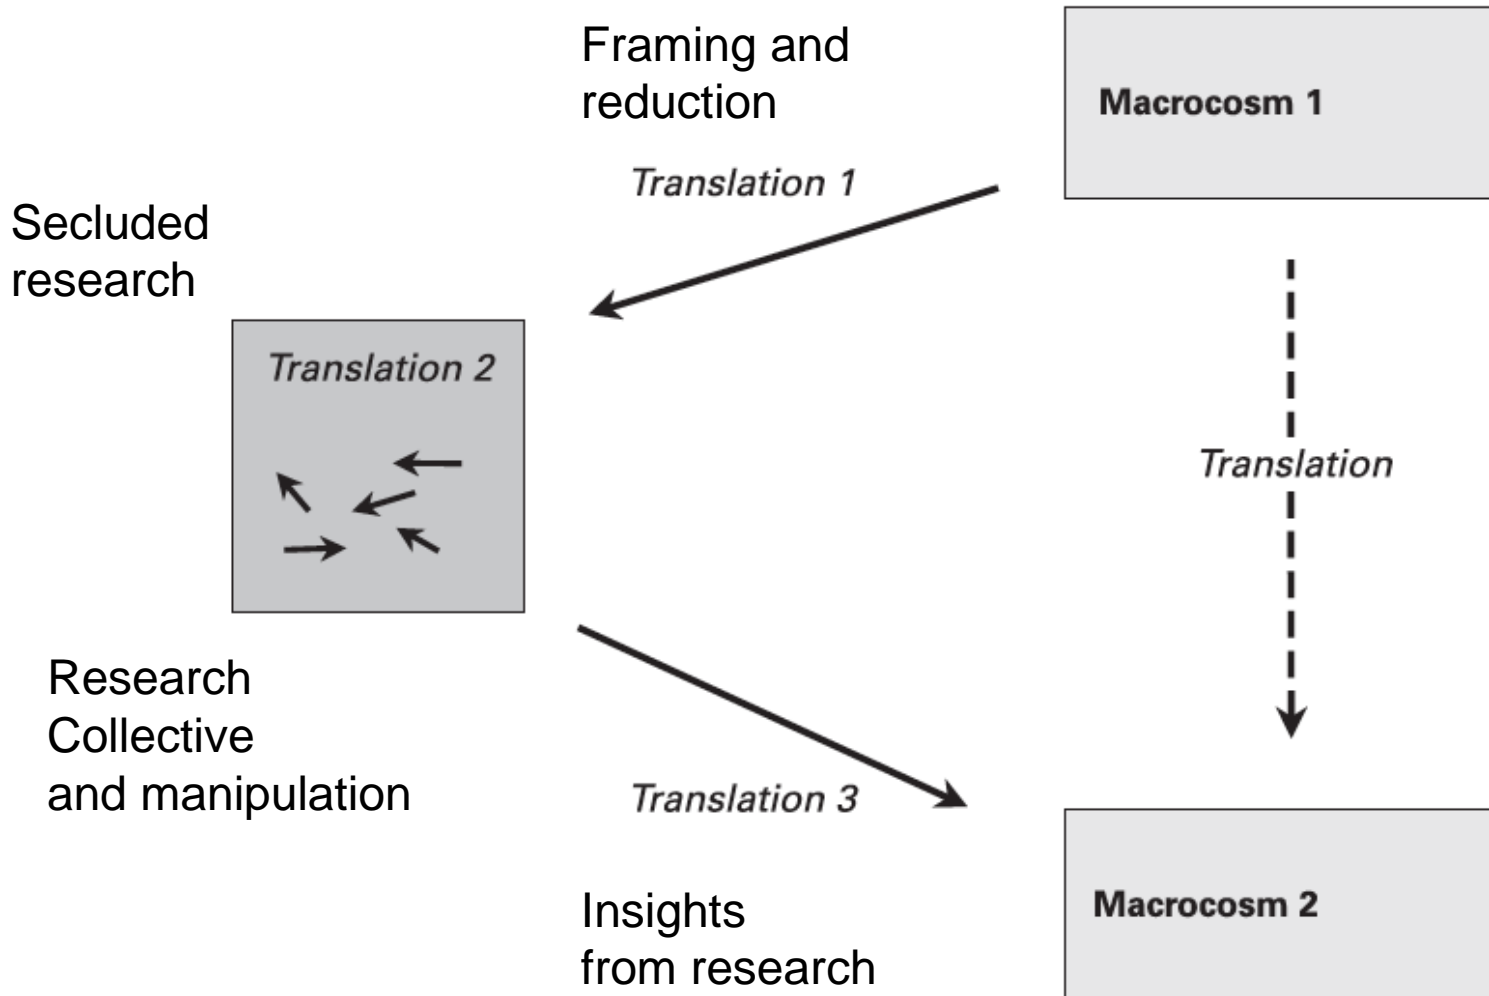 Framing and
reduction
Macrocosm 1
Translation 1
Secluded
research
Translation 2
Translation
Research
Collective
and manipulation
Translation 3
Insights
from research
Macrocosm 2